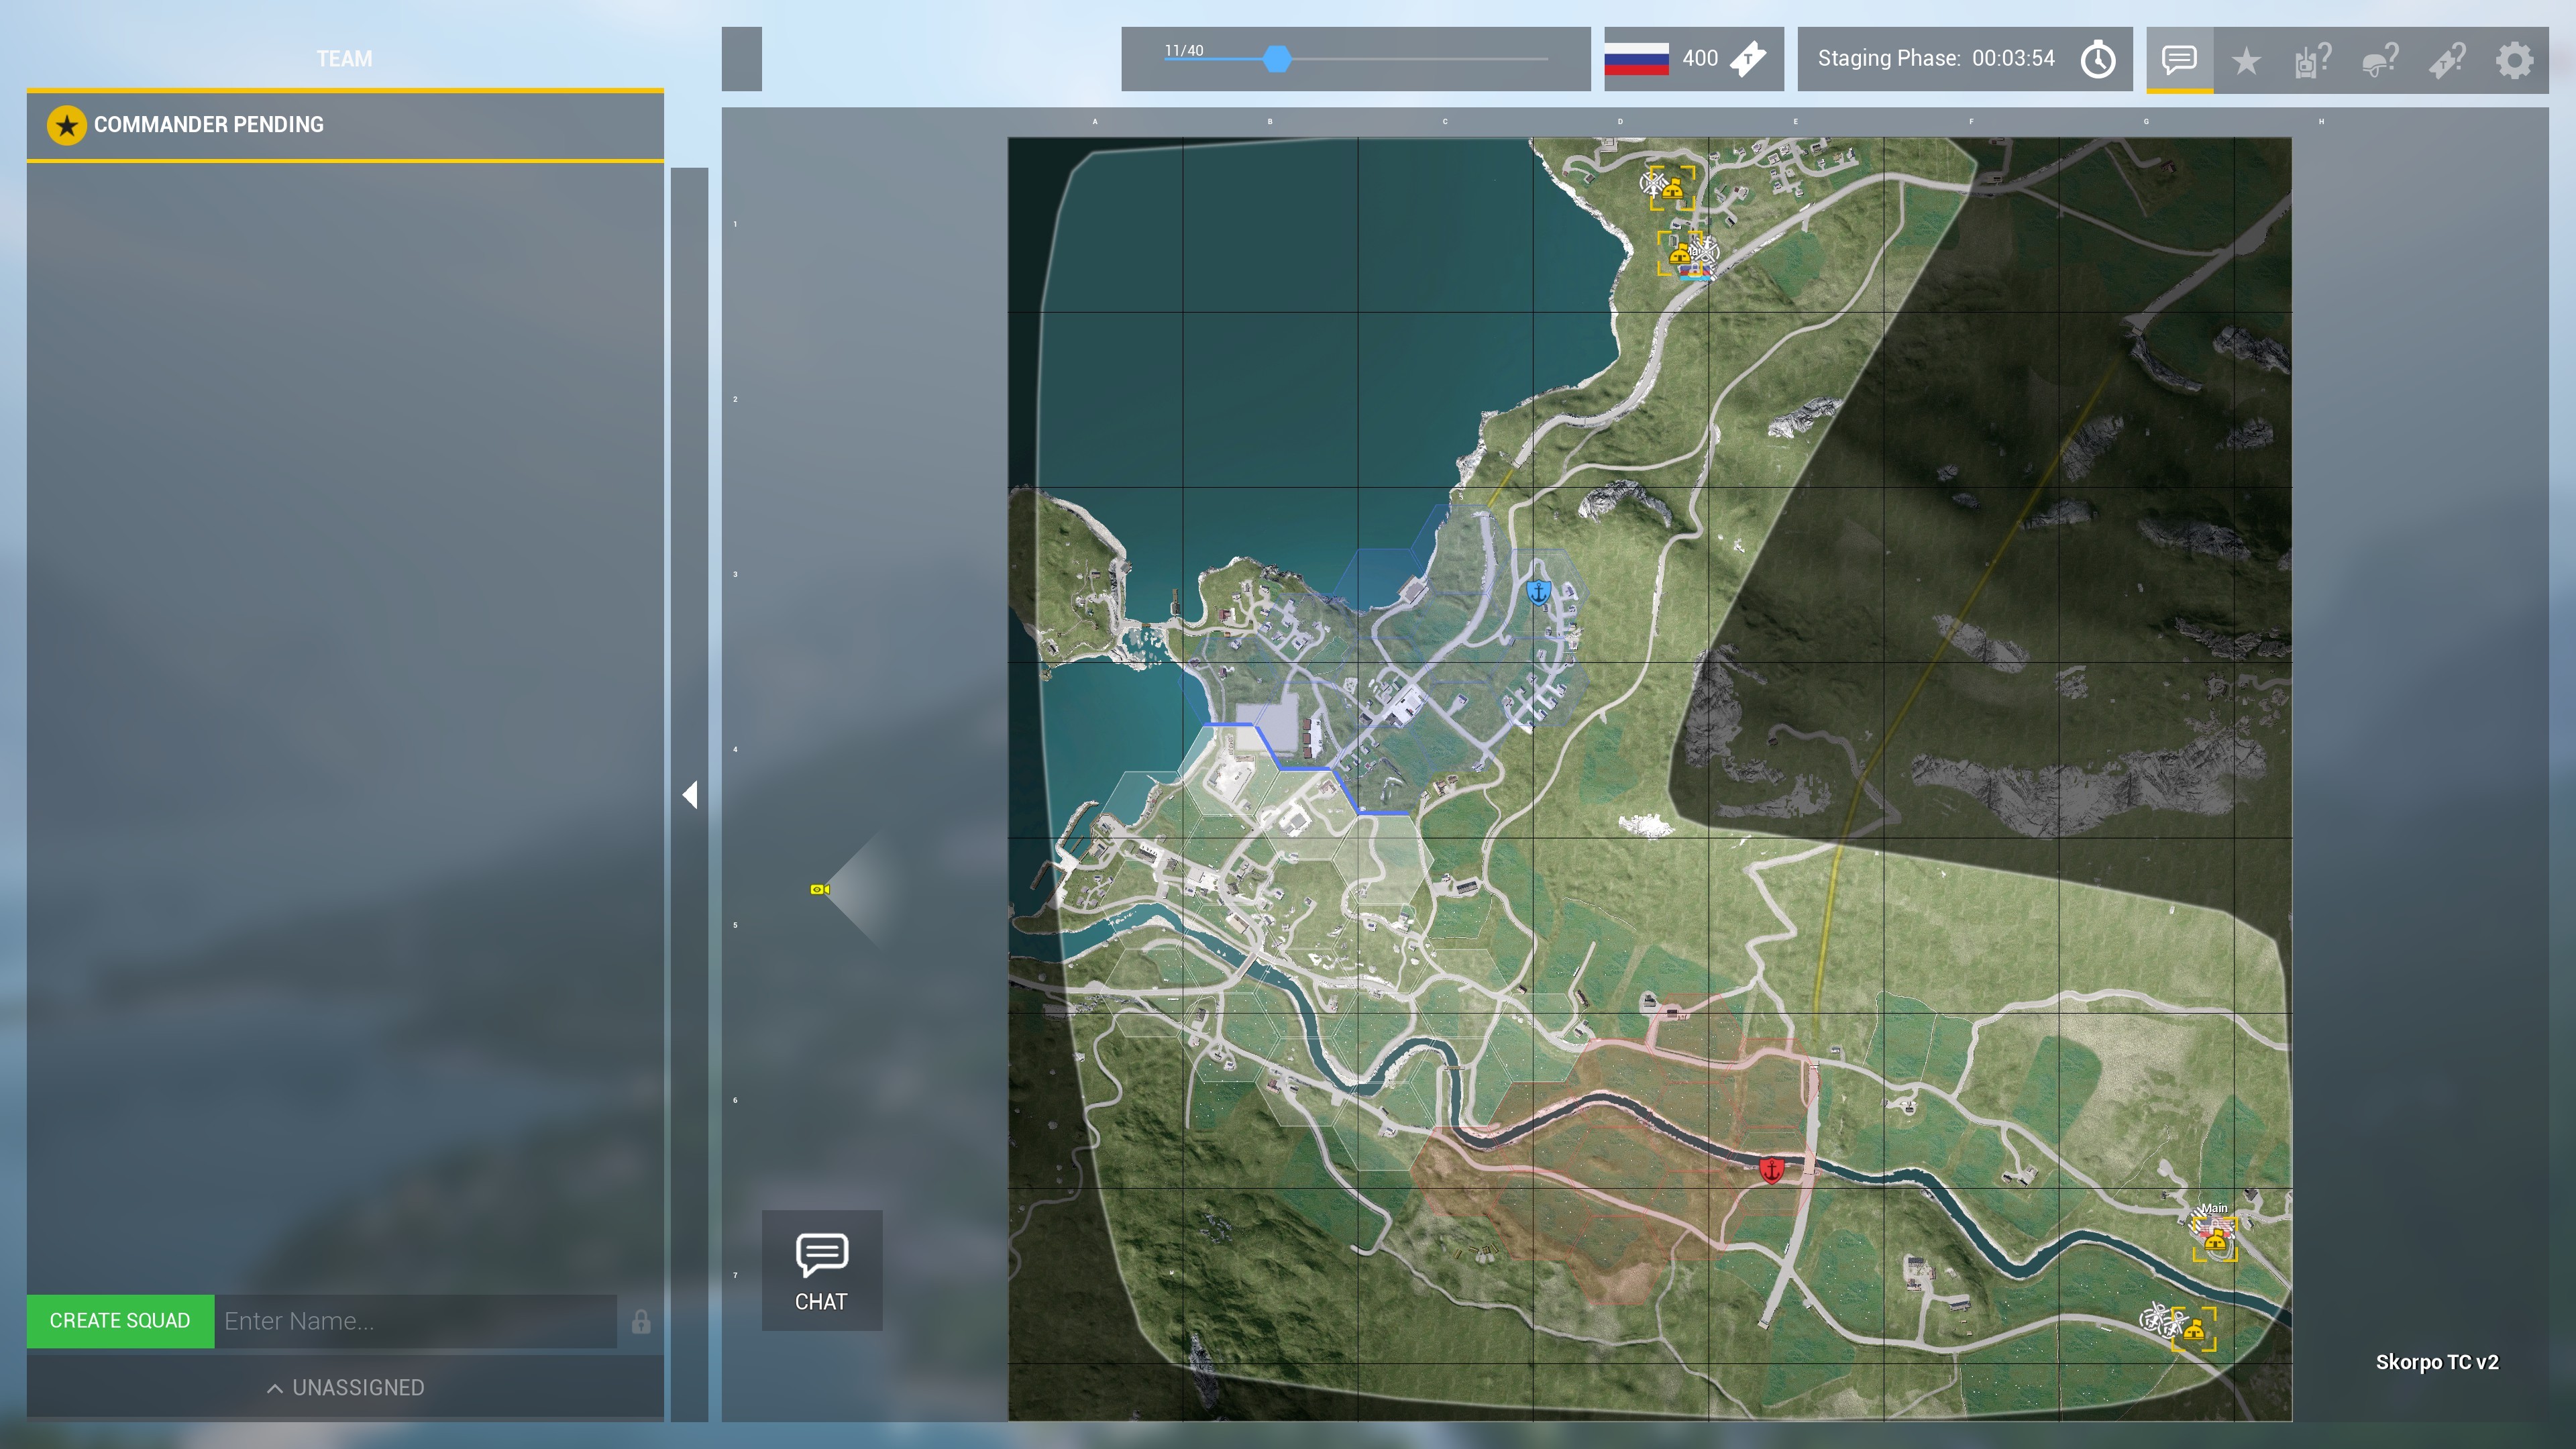 TEAM
11/40
400
Staging Phase: 00:03:54
COMMANDER PENDING
A B C D E F G H
1
2
3
4
5
6
7
Main
CHAT
CREATE SQUAD
Enter Name...
UNASSIGNED
Skorpo TC v2